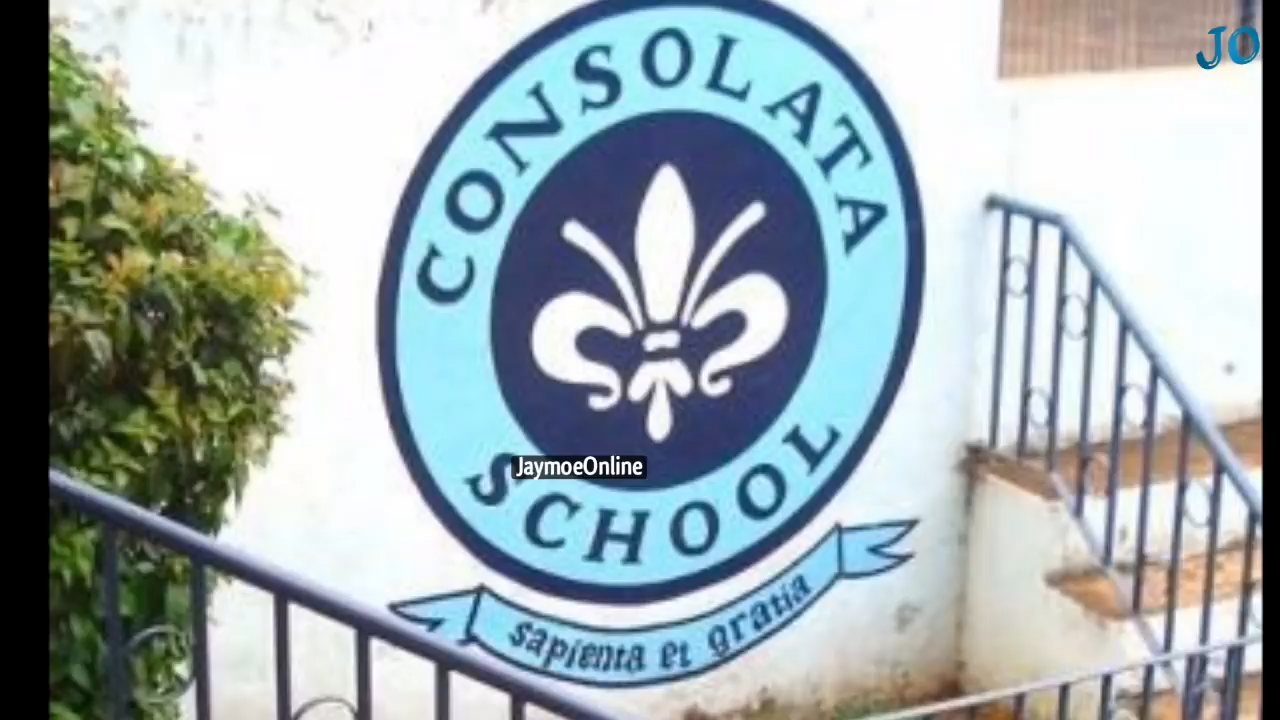 JO
CONSOLATA
JaymoeOnline
SCHOOL
sapienta et gratia